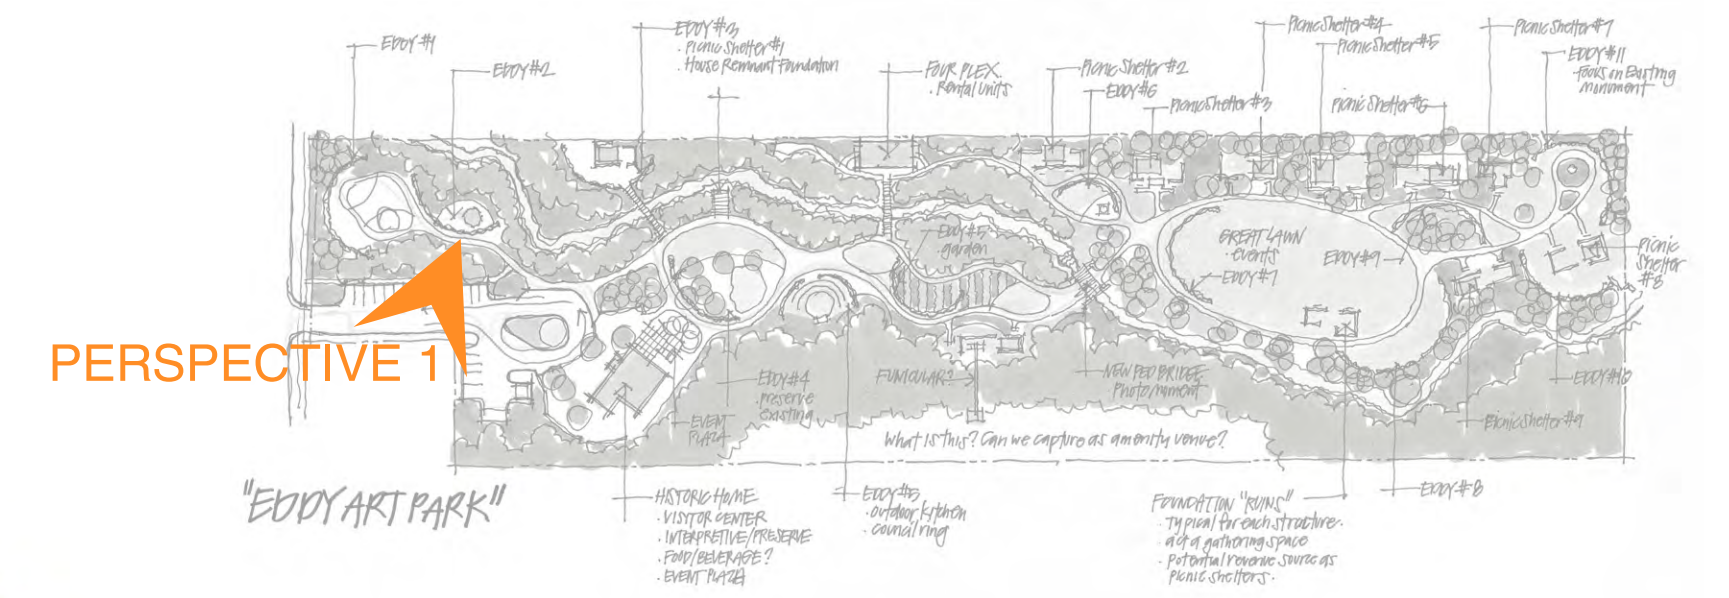 EDDY #1
EDDY #2
EDDY #3
· Picnic Shelter #1
· House Remnant Foundation
FOUR PLEX
· Rental Units
Picnic Shelter #2
EDDY #6
Picnic Shelter #3
Picnic Shelter #4
Picnic Shelter #5
Picnic Shelter #6
Picnic Shelter #7
EDDY #11
Focus on Existing
monument
EDDY #5
· garden
GREAT LAWN
· events
EDDY #9
EDDY #7
Picnic
Shelter
#8
PERSPECTIVE 1
EDDY #4
· preserve
existing
EVENT
PLAZA
FUNICULAR?
NEW PED BRIDGE
Photo/moment
EDDY #10
Picnic Shelter #9
What is this? Can we capture as amenity venue?
"EDDY ART PARK"
HISTORIC HOME
· VISITOR CENTER
· INTERPRETIVE/PRESERVE
· FOOD/BEVERAGE?
· EVENT PLAZA
EDDY #5
· outdoor kitchen
· council ring
FOUNDATION "RUINS"
· Typical for each structure.
· act a gathering space
· potential revenue source as
picnic shelters.
EDDY #8